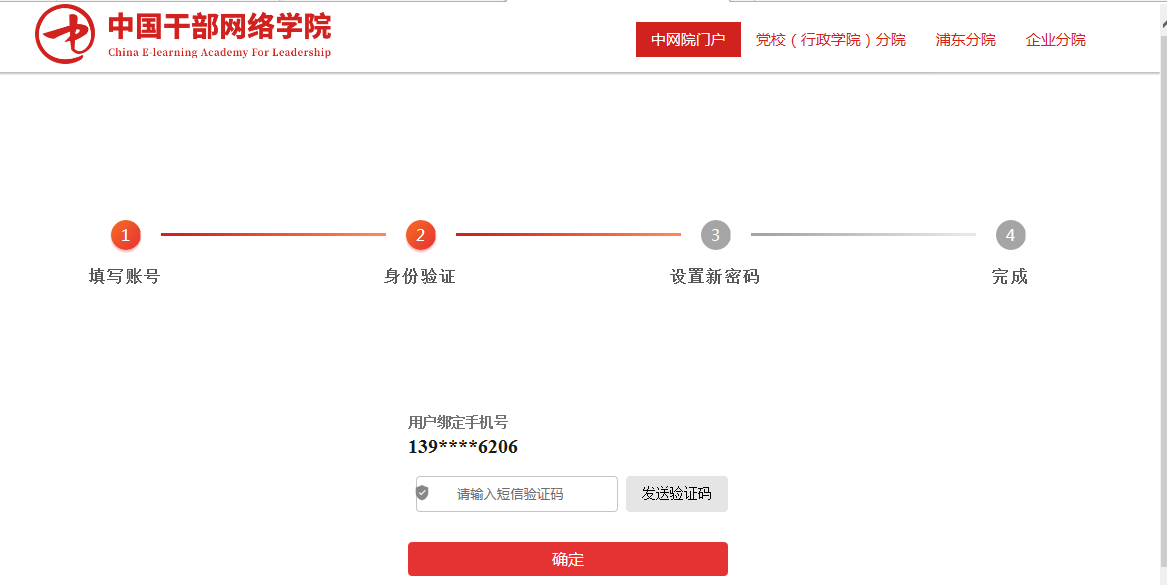 中国干部网络学院
China E-learning Academy For Leadership
中网院门户 党校（行政学院）分院 浦东分院 企业分院
1 2 3 4
填写账号 身份验证 设置新密码 完成
用户绑定手机号
139****6206
请输入短信验证码 发送验证码
确定